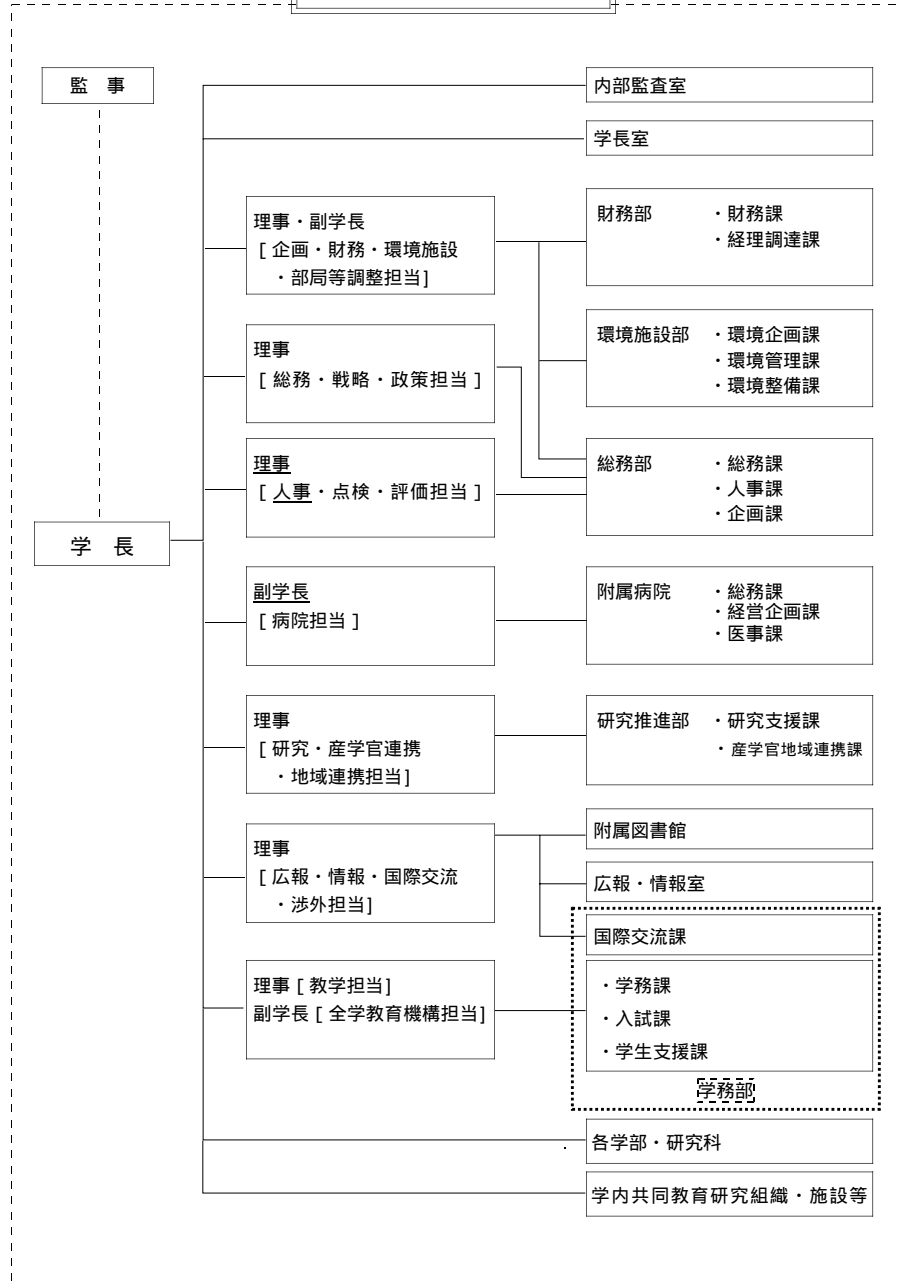 監　事
内部監査室
学長室
理事・副学長
[ 企画・財務・環境施設
・部局等調整担当]
財務部　・財務課
・経理調達課
環境施設部　・環境企画課
・環境管理課
・環境整備課
理事
[ 総務・戦略・政策担当 ]
理事
[ 人事・点検・評価担当 ]
総務部　・総務課
・人事課
・企画課
学　長
副学長
[ 病院担当 ]
附属病院　・総務課
・経営企画課
・医事課
理事
[ 研究・産学官連携
・地域連携担当]
研究推進部　・研究支援課
・産学官地域連携課
理事
[ 広報・情報・国際交流
・渉外担当]
附属図書館
広報・情報室
国際交流課
理事 [ 教学担当]
副学長 [ 全学教育機構担当]
・学務課
・入試課
・学生支援課
学務部
各学部・研究科
学内共同教育研究組織・施設等